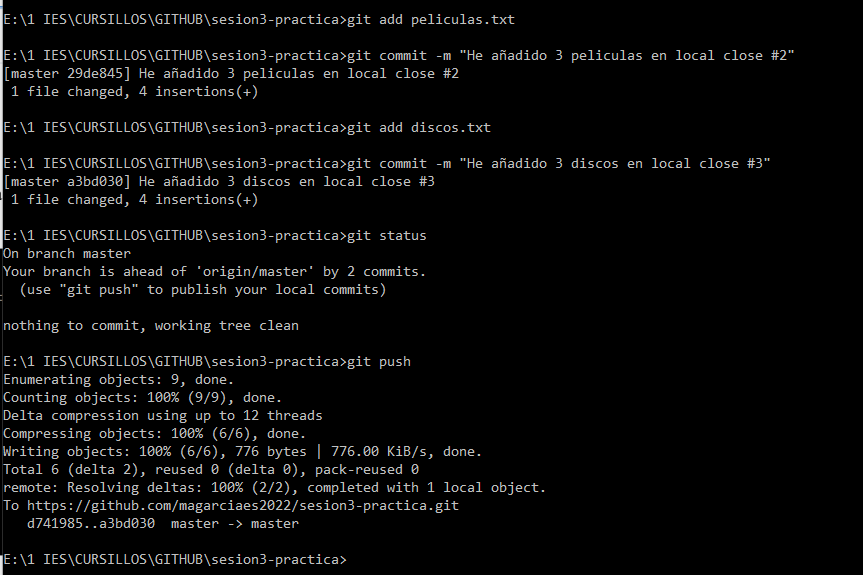 E:\1 IES\CURSILLOS\GITHUB\sesion3-practica>git add peliculas.txt
E:\1 IES\CURSILLOS\GITHUB\sesion3-practica>git commit -m "He añadido 3 peliculas en local close #2"
[master 29de845] He añadido 3 peliculas en local close #2
 1 file changed, 4 insertions(+)
E:\1 IES\CURSILLOS\GITHUB\sesion3-practica>git add discos.txt
E:\1 IES\CURSILLOS\GITHUB\sesion3-practica>git commit -m "He añadido 3 discos en local close #3"
[master a3bd030] He añadido 3 discos en local close #3
 1 file changed, 4 insertions(+)
E:\1 IES\CURSILLOS\GITHUB\sesion3-practica>git status
On branch master
Your branch is ahead of 'origin/master' by 2 commits.
  (use "git push" to publish your local commits)
nothing to commit, working tree clean
E:\1 IES\CURSILLOS\GITHUB\sesion3-practica>git push
Enumerating objects: 9, done.
Counting objects: 100% (9/9), done.
Delta compression using up to 12 threads
Compressing objects: 100% (6/6), done.
Writing objects: 100% (6/6), 776 bytes | 776.00 KiB/s, done.
Total 6 (delta 2), reused 0 (delta 0), pack-reused 0
remote: Resolving deltas: 100% (2/2), completed with 1 local object.
To https://github.com/magarciaes2022/sesion3-practica.git
   d741985..a3bd030  master -> master
E:\1 IES\CURSILLOS\GITHUB\sesion3-practica>